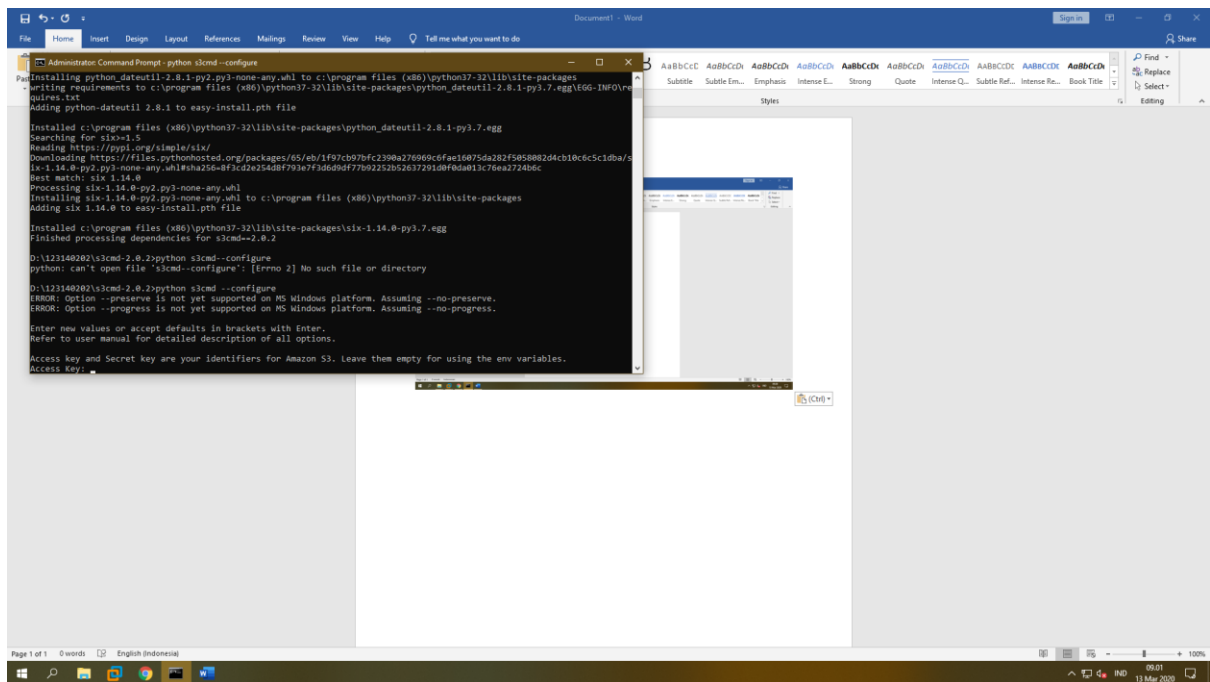 Document1 - Word
Sign in
File Home Insert Design Layout References Mailings Review View Help Tell me what you want to do
Share
Administrator: Command Prompt - python s3cmd --configure
Installing python_dateutil-2.8.1-py2.py3-none-any.whl to c:\program files (x86)\python37-32\lib\site-packages
writing requirements to c:\program files (x86)\python37-32\lib\site-packages\python_dateutil-2.8.1-py3.7.egg\EGG-INFO\re
quires.txt
Adding python-dateutil 2.8.1 to easy-install.pth file
Installed c:\program files (x86)\python37-32\lib\site-packages\python_dateutil-2.8.1-py3.7.egg
Searching for six>=1.5
Reading https://pypi.org/simple/six/
Downloading https://files.pythonhosted.org/packages/65/eb/1f97cb97bfc2390a276969c6fae16075da282f5058082d4cb10c6c5c1dba/s
ix-1.14.0-py2.py3-none-any.whl#sha256=8f3cd2e254d8f793e7f3d6d9df77b92252b52637291d0f0da013c76ea2724b6c
Best match: six 1.14.0
Processing six-1.14.0-py2.py3-none-any.whl
Installing six-1.14.0-py2.py3-none-any.whl to c:\program files (x86)\python37-32\lib\site-packages
Adding six 1.14.0 to easy-install.pth file
Installed c:\program files (x86)\python37-32\lib\site-packages\six-1.14.0-py3.7.egg
Finished processing dependencies for s3cmd==2.0.2
D:\123140202\s3cmd-2.0.2>python s3cmd--configure
python: can't open file 's3cmd--configure': [Errno 2] No such file or directory
D:\123140202\s3cmd-2.0.2>python s3cmd --configure
ERROR: Option --preserve is not yet supported on MS Windows platform. Assuming --no-preserve.
ERROR: Option --progress is not yet supported on MS Windows platform. Assuming --no-progress.
Enter new values or accept defaults in brackets with Enter.
Refer to user manual for detailed description of all options.
Access key and Secret key are your identifiers for Amazon S3. Leave them empty for using the env variables.
Access Key:
Past
AaBbCcD AaBbCcDt AaBbCcDt AaBbCcDt AaBbCcDt AaBbCcDt AaBbCcDt AABBCCDC AABBCCDC AaBbCcDt
Subtitle Subtle Em... Emphasis Intense E... Strong Quote Intense Q... Subtle Ref... Intense Re... Book Title
Styles
Find
Replace
Select
Editing
(Ctrl)
Page 1 of 1 0 words English (Indonesia)
100%
IND
09.01
13 Mar 2020